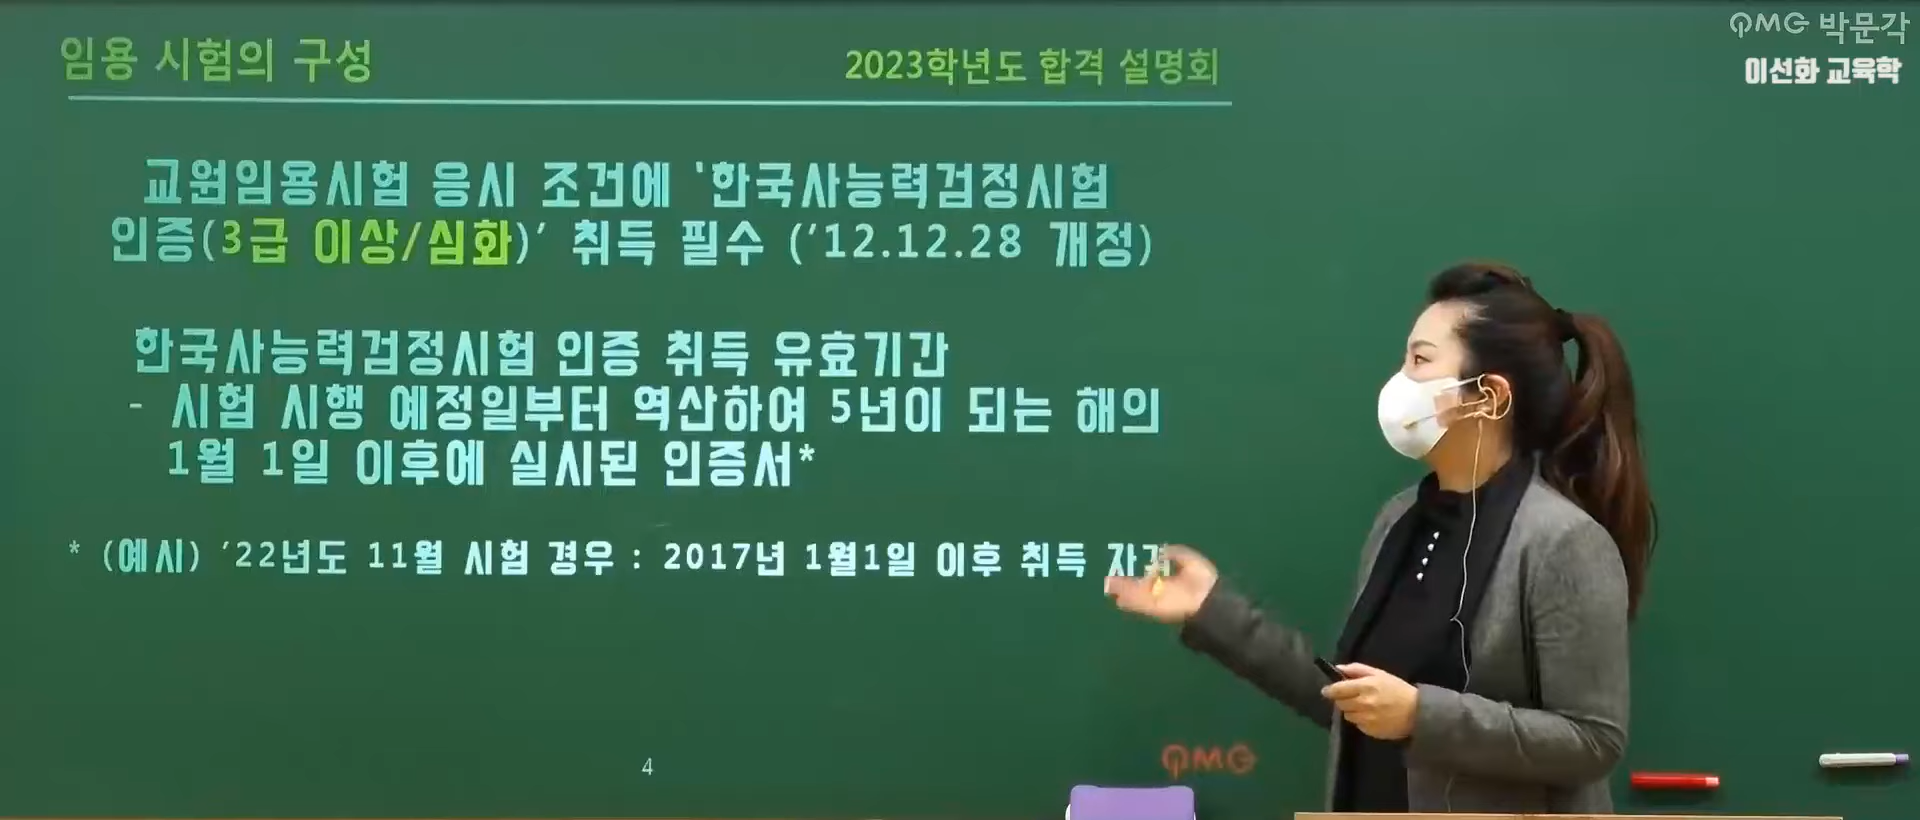 임용 시험의 구성
2023학년도 합격 설명회
QMG 박문각
이선화 교육학
교원임용시험 응시 조건에 '한국사능력검정시험
인증(3급 이상/심화)' 취득 필수 ('12.12.28 개정)
한국사능력검정시험 인증 취득 유효기간
- 시험 시행 예정일부터 역산하여 5년이 되는 해의
1월 1일 이후에 실시된 인증서*
* (예시) '22년도 11월 시험 경우 : 2017년 1월1일 이후 취득
4
QMG